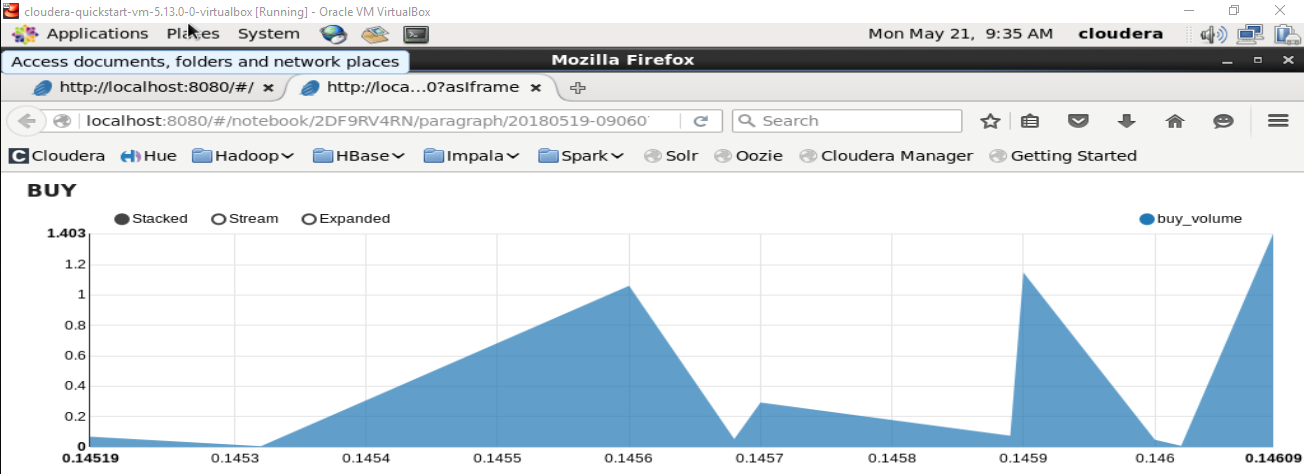 cloudera-quickstart-vm-5.13.0-0-virtualbox [Running] - Oracle VM VirtualBox
Applications Places System Mon May 21, 9:35 AM cloudera
Access documents, folders and network places Mozilla Firefox
http://localhost:8080/#/ http://loca...0?asIframe
localhost:8080/#/notebook/2DF9RV4RN/paragraph/20180519-09060 Search
Cloudera Hue Hadoop HBase Impala Spark Solr Oozie Cloudera Manager Getting Started
BUY
Stacked Stream Expanded buy_volume
1.403
1.2
1
0.8
0.6
0.4
0.2
0
0.14519 0.1453 0.1454 0.1455 0.1456 0.1457 0.1458 0.1459 0.146 0.14609